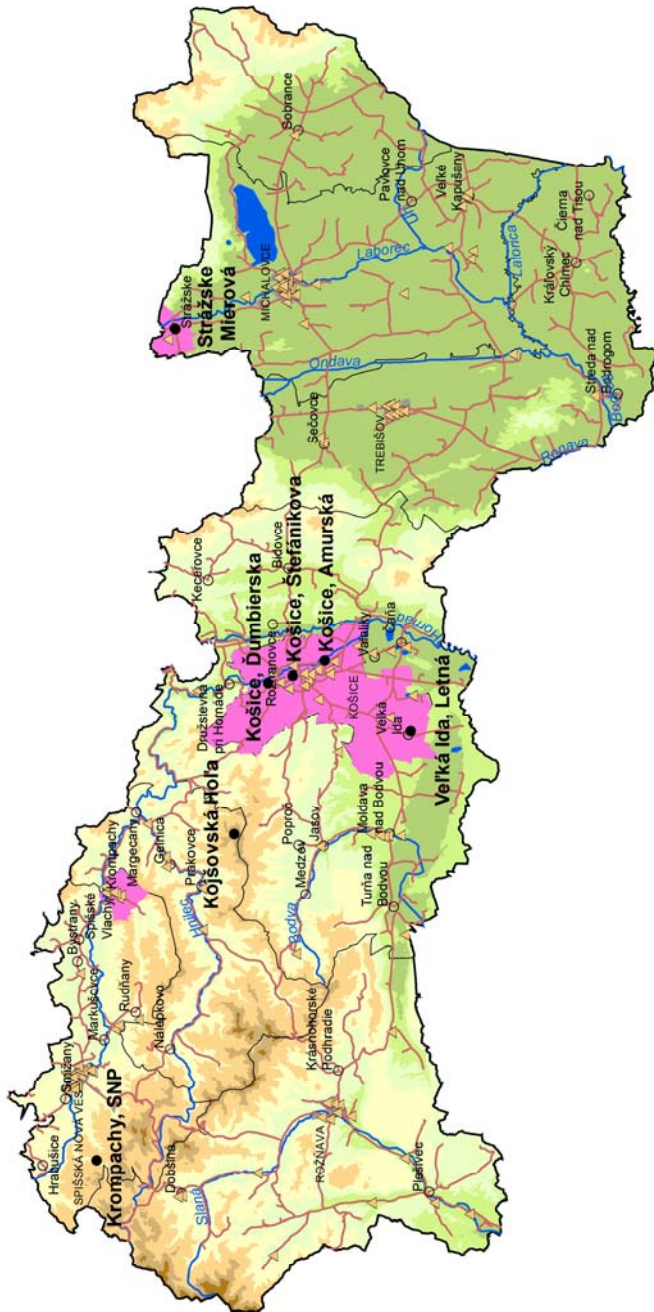 Hrabušice
Smižany
SPIŠSKÁ NOVÁ VES
Krompachy, SNP
Markušovce
Bystrany
Spišské
Vlachy
Krompachy
Margecany
Rudňany
Nálepkovo
Gelnica
Prakovce
Kojšovská hoľa
Hnilec
Dobšiná
Slaná
ROŽŇAVA
Krásnohorské
Podhradie
Plešivec
Bodva
Medzev
Jasov
Poproč
Moldava
nad Bodvou
Turňa nad
Bodvou
Družstevná
pri Hornáde
Rozhanovce
Košice, Ďumbierska
Košice, Štefánikova
Košice, Amurská
KOŠICE
Valaliky
Čaňa
Hornád
Veľká
Ida
Veľká Ida, Letná
Kecerovce
Bidovce
Sečovce
TREBIŠOV
Ondava
Roňava
Streda nad
Bodrogom
Strážske
Strážske
Mierová
MICHALOVCE
Laborec
Sobrance
Pavlovce
nad Uhom
Uh
Veľké
Kapušany
Latorica
Kráľovský
Chlmec
Čierna
nad Tisou